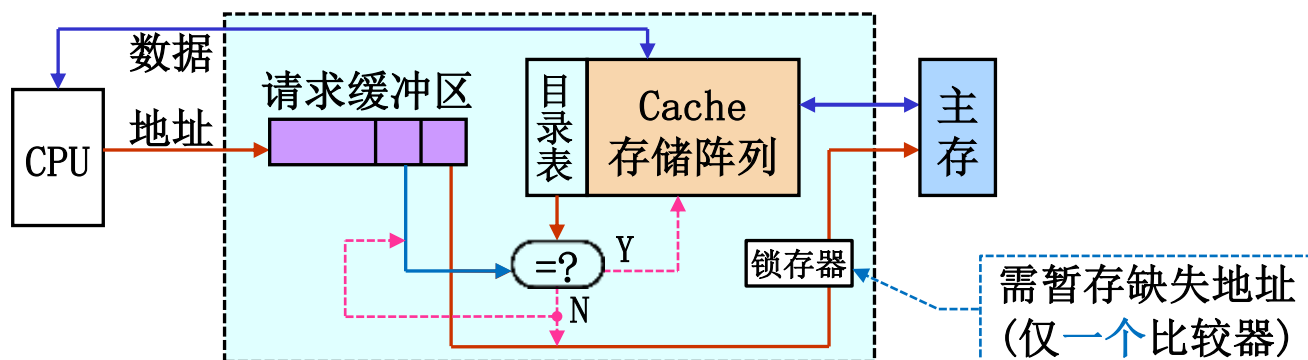 数据
地址
CPU
请求缓冲区
目录表
Cache
存储阵列
主存
=?
Y
N
锁存器
需暂存缺失地址
(仅一个比较器)